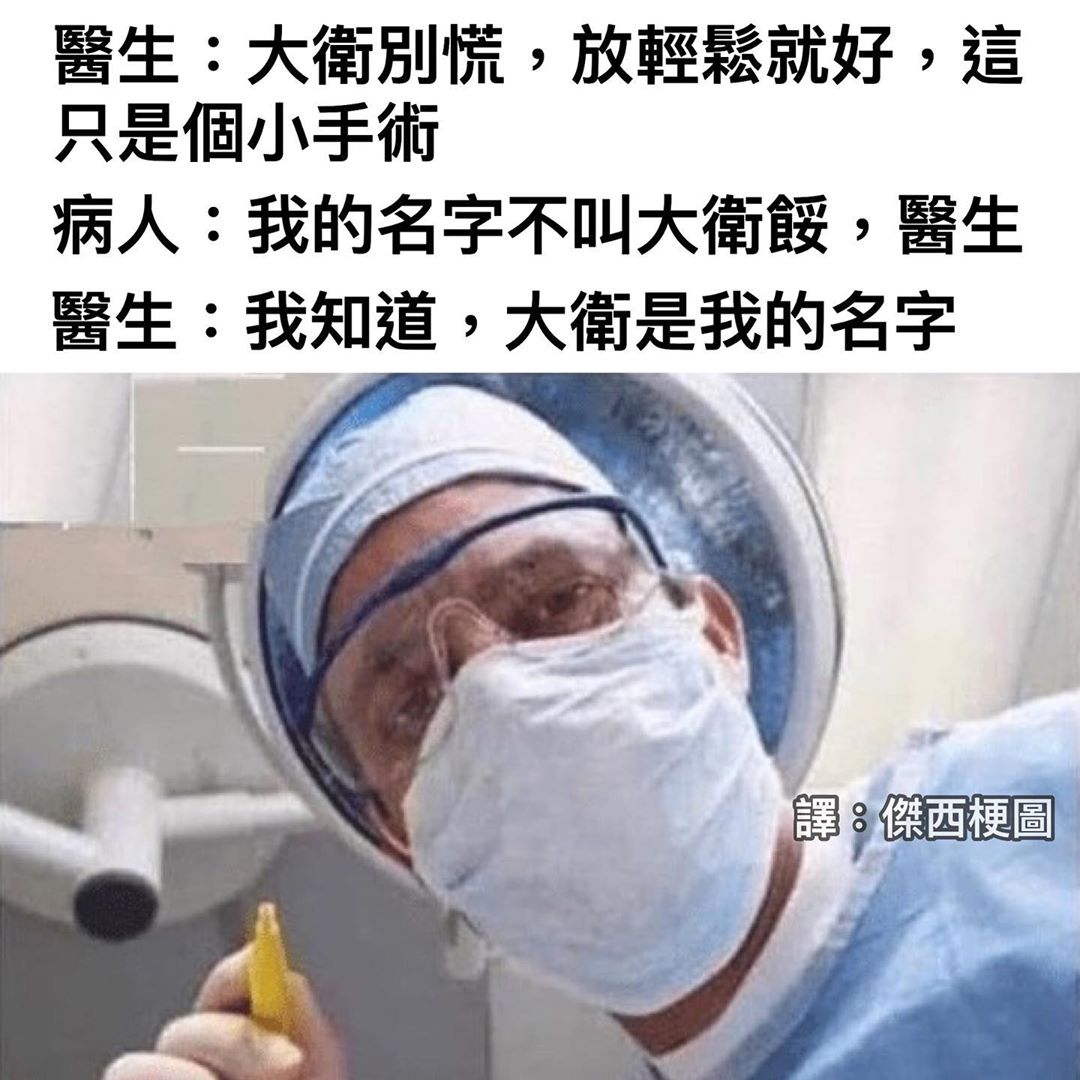 醫生：大衛別慌，放輕鬆就好，這
只是個小手術
病人：我的名字不叫大衛餒，醫生
醫生：我知道，大衛是我的名字
譯：傑西梗圖